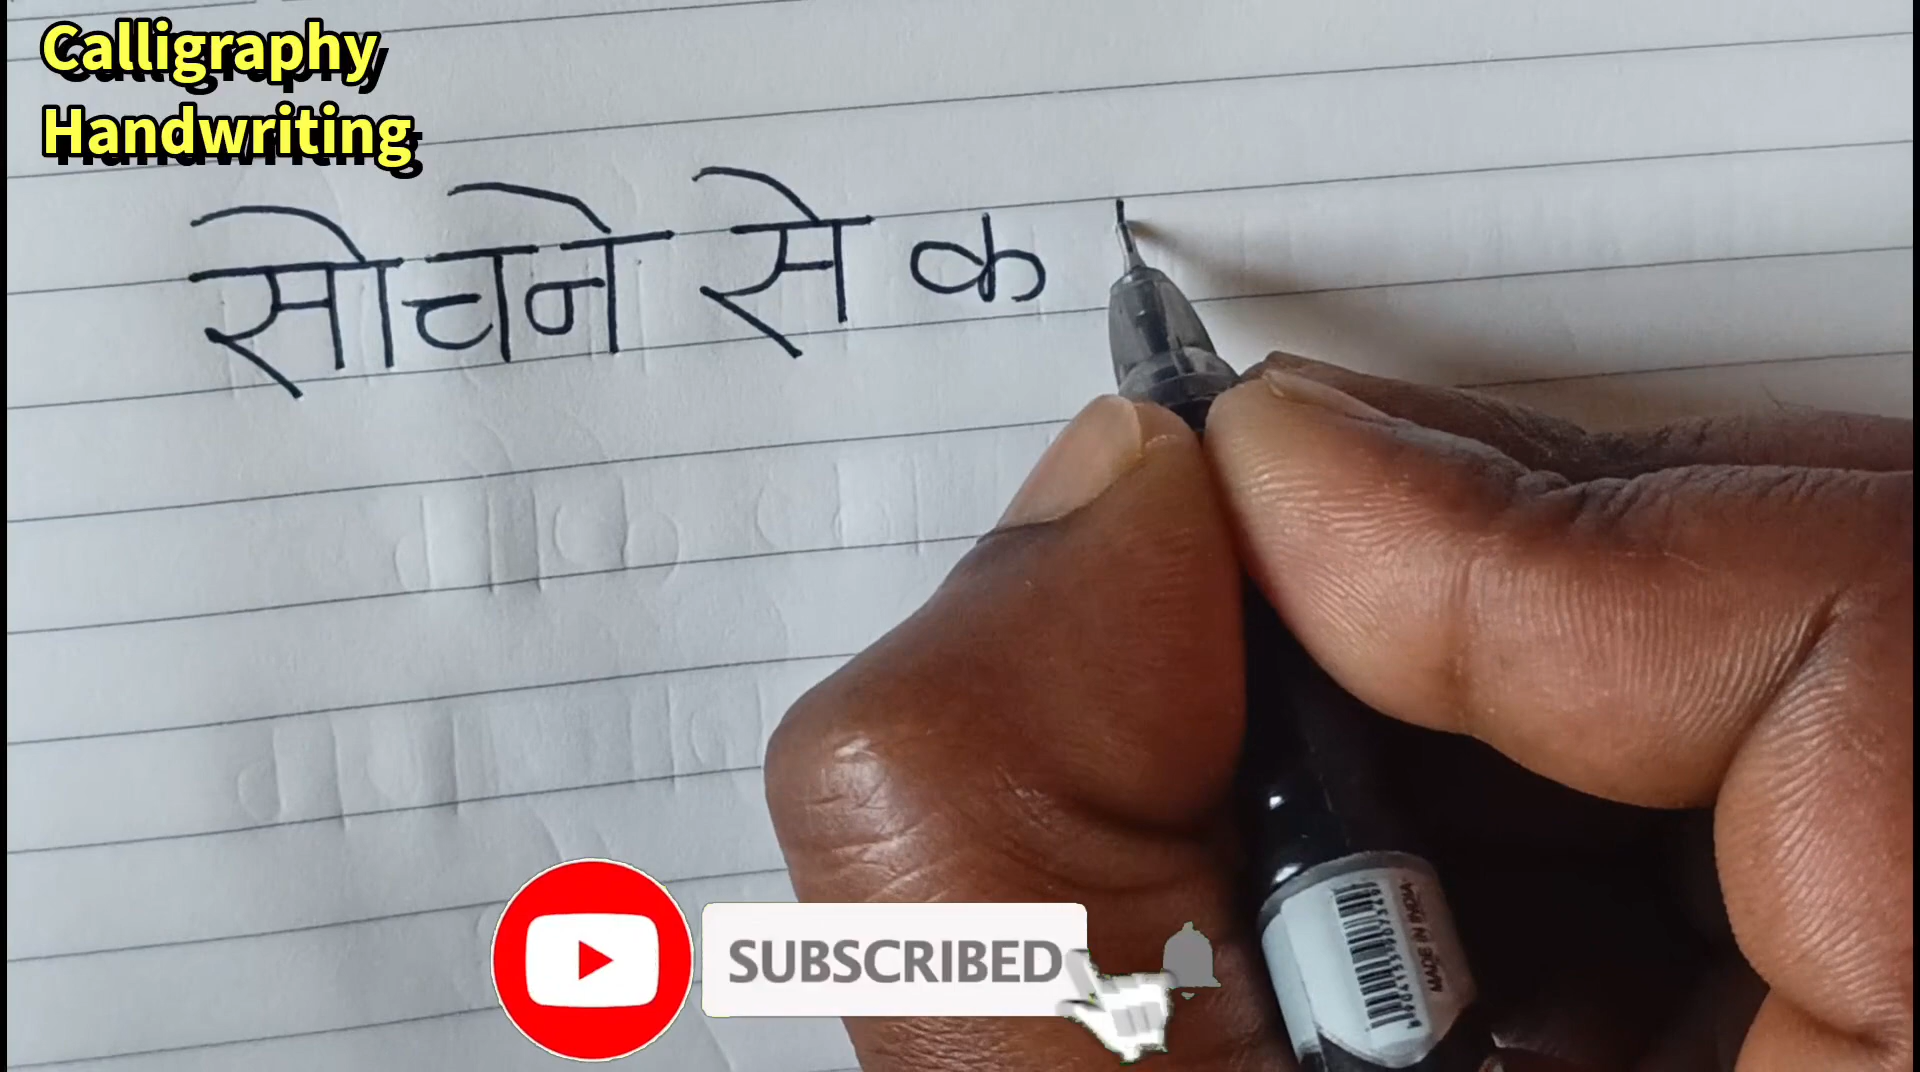 Calligraphy
Handwriting
सोचने से क
SUBSCRIBED
MADE IN INDIA